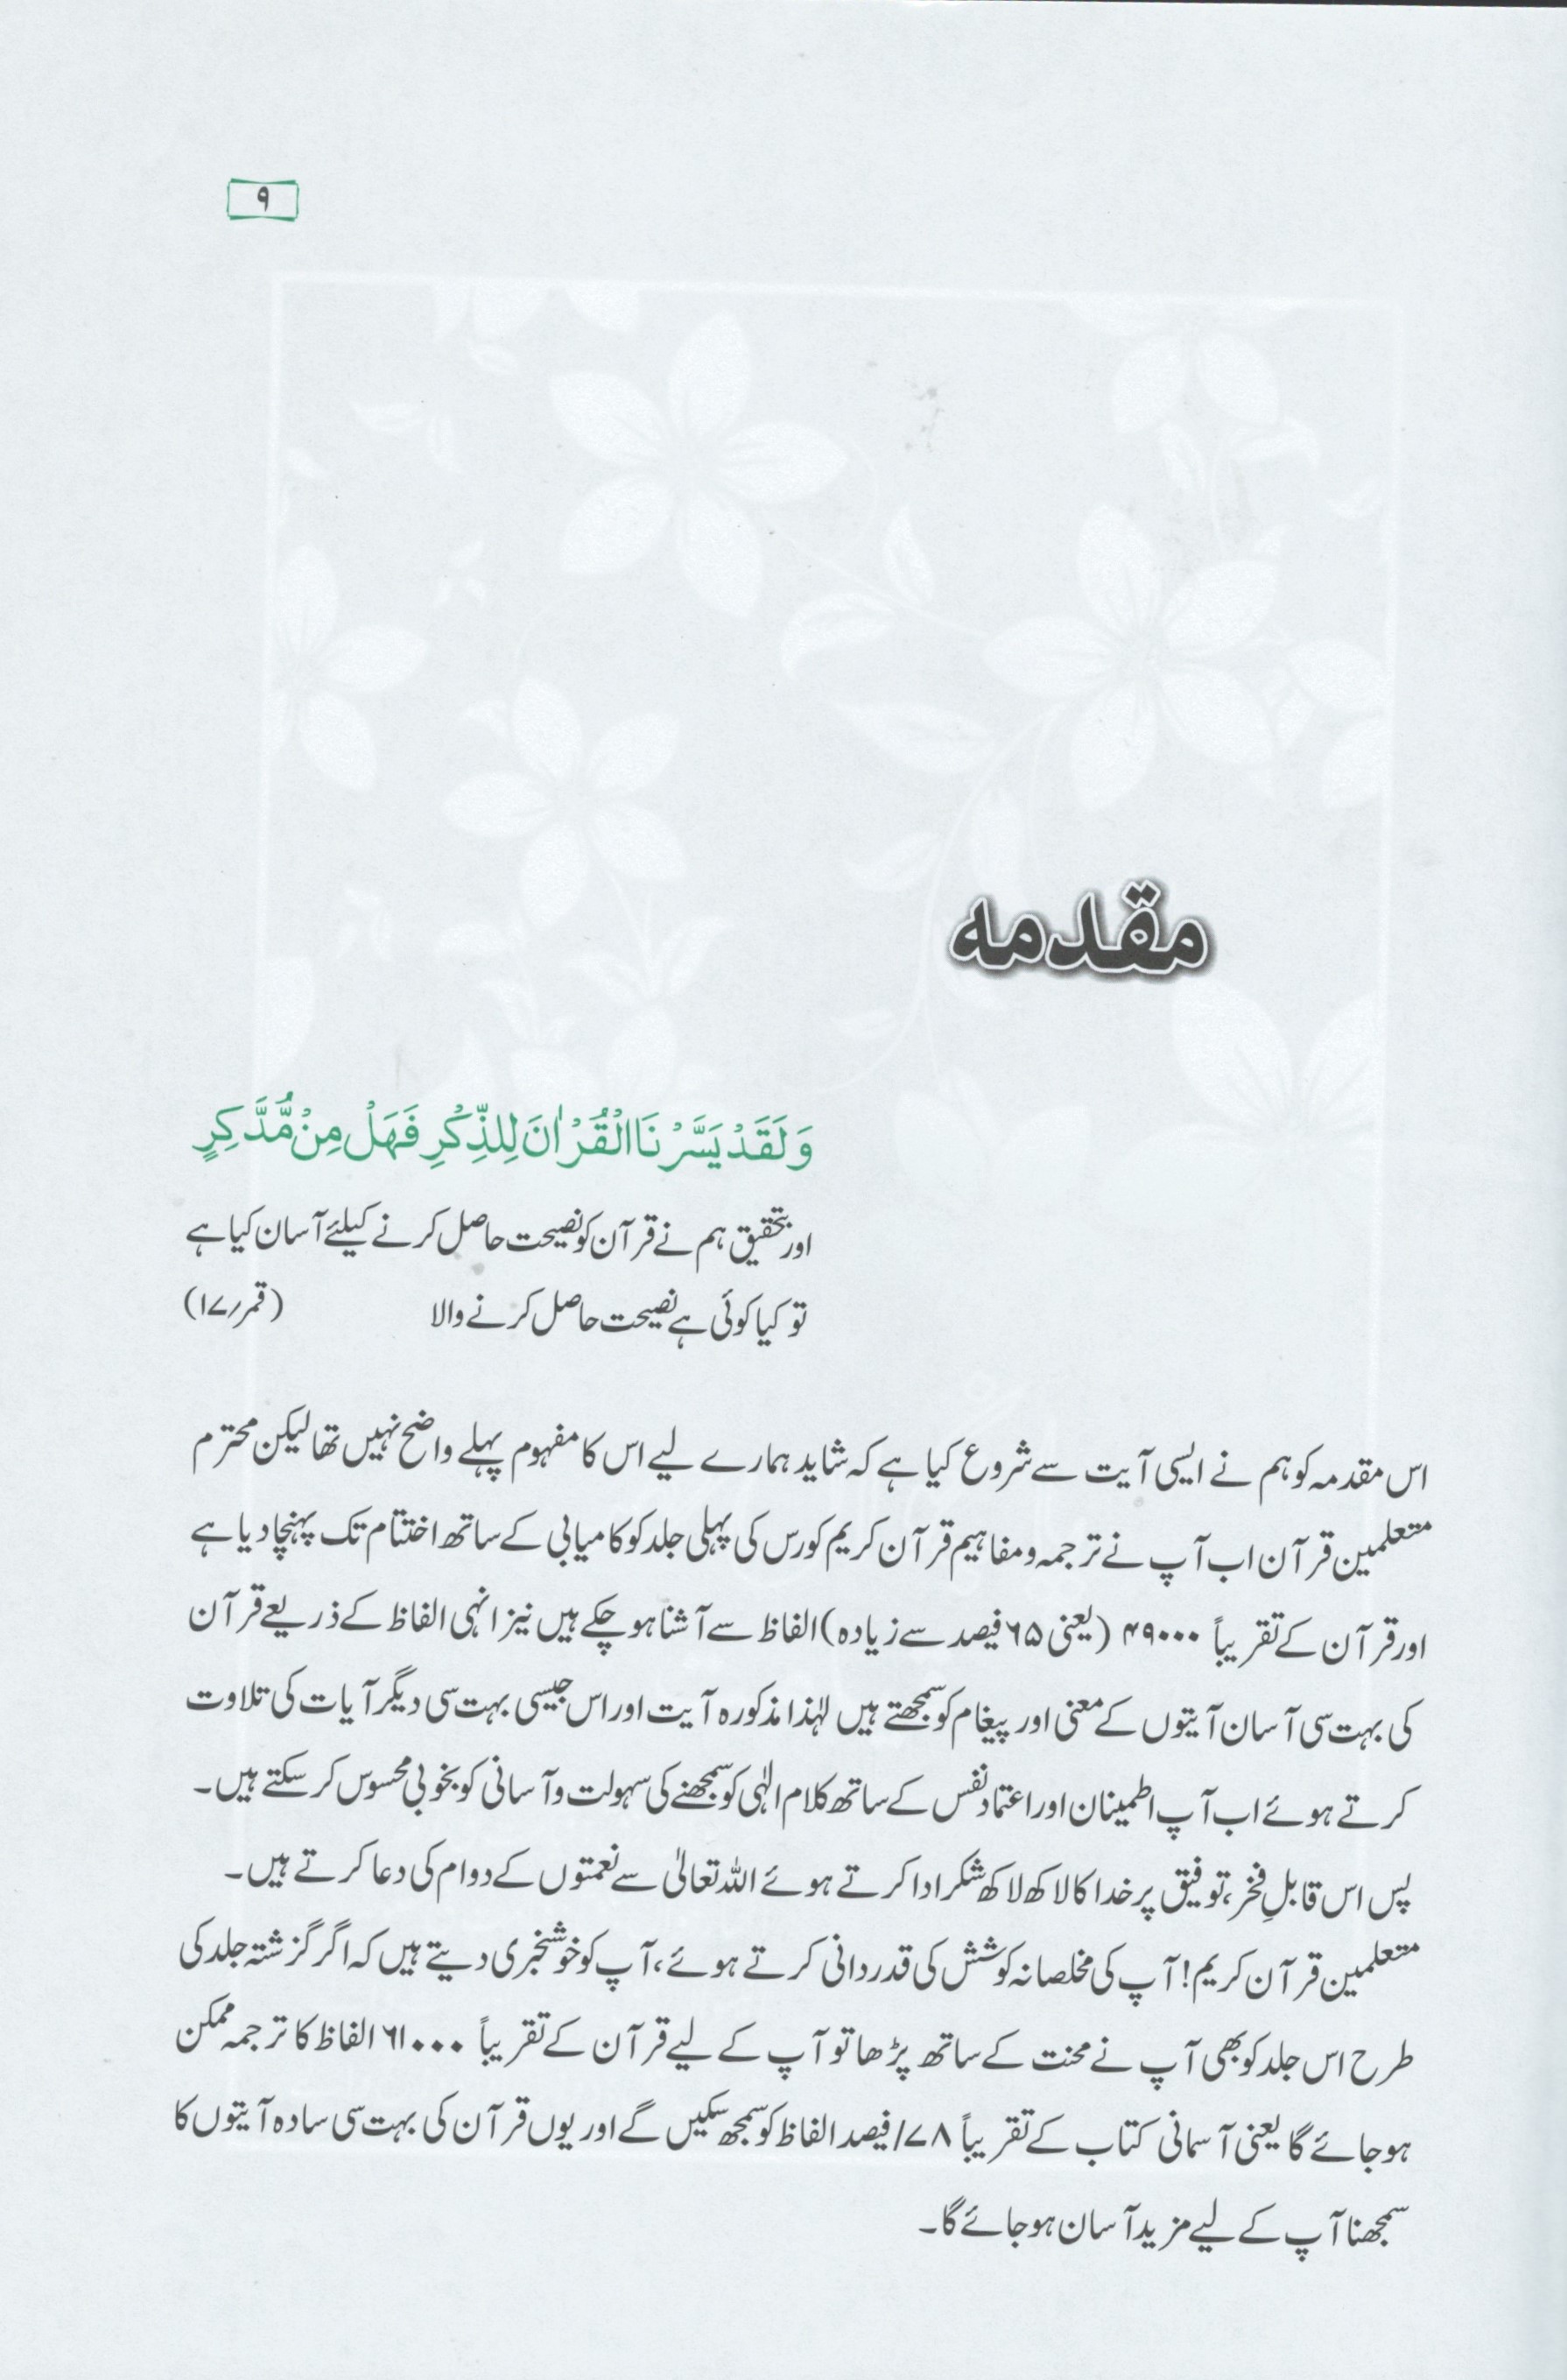 ۹
مقدمه
وَلَقَدْ يَسَّرْنَا الْقُرْاٰنَ لِلذِّكْرِ فَهَلْ مِنْ مُّدَّكِرٍ
اور بتحقیق ہم نے قرآن کو نصیحت حاصل کرنے کیلئے آسان کیا ہے
تو کیا کوئی ہے نصیحت حاصل کرنے والا (قمر/۱۷)
اس مقدمہ کو ہم نے ایسی آیت سے شروع کیا ہے کہ شاید ہمارے لیے اس کا مفہوم پہلے واضح نہیں تھا لیکن محترم
متعلمین قرآن اب آپ نے ترجمہ و مفاہیم قرآن کریم کورس کی پہلی جلد کو کامیابی کے ساتھ اختتام تک پہنچا دیا ہے
اور قرآن کے تقریباً ۴۹۰۰۰ (یعنی ۶۵ فیصد سے زیادہ) الفاظ سے آشنا ہو چکے ہیں نیز انہی الفاظ کے ذریعے قرآن
کی بہت سی آسان آیتوں کے معنی اور پیغام کو سمجھتے ہیں لہٰذا مذکورہ آیت اور اس جیسی بہت سی دیگر آیات کی تلاوت
کرتے ہوئے اب آپ اطمینان اور اعتماد نفس کے ساتھ کلام الٰہی کو سمجھنے کی سہولت و آسانی کو بخوبی محسوس کر سکتے ہیں۔
پس اس قابلِ فخر، توفیق پر خدا کا لاکھ لاکھ شکر ادا کرتے ہوئے اللہ تعالیٰ سے نعمتوں کے دوام کی دعا کرتے ہیں۔
متعلمین قرآن کریم! آپ کی مخلصانہ کوشش کی قدردانی کرتے ہوئے، آپ کو خوشخبری دیتے ہیں کہ اگر گزشتہ جلد کی
طرح اس جلد کو بھی آپ نے محنت کے ساتھ پڑھا تو آپ کے لیے قرآن کے تقریباً ۶۱۰۰۰ الفاظ کا ترجمہ ممکن
ہو جائے گا یعنی آسمانی کتاب کے تقریباً ۷۸/ فیصد الفاظ کو سمجھ سکیں گے اور یوں قرآن کی بہت سی سادہ آیتوں کا
سمجھنا آپ کے لیے مزید آسان ہو جائے گا۔